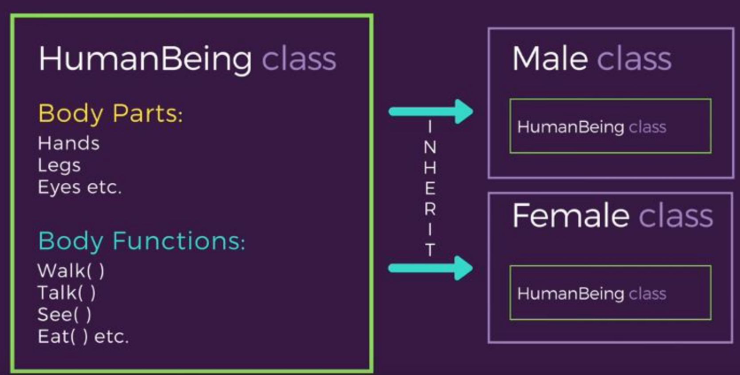 HumanBeing class
Body Parts:
Hands
Legs
Eyes etc.
Body Functions:
Walk( )
Talk( )
See( )
Eat( ) etc.
INHERIT
Male class
HumanBeing class
Female class
HumanBeing class